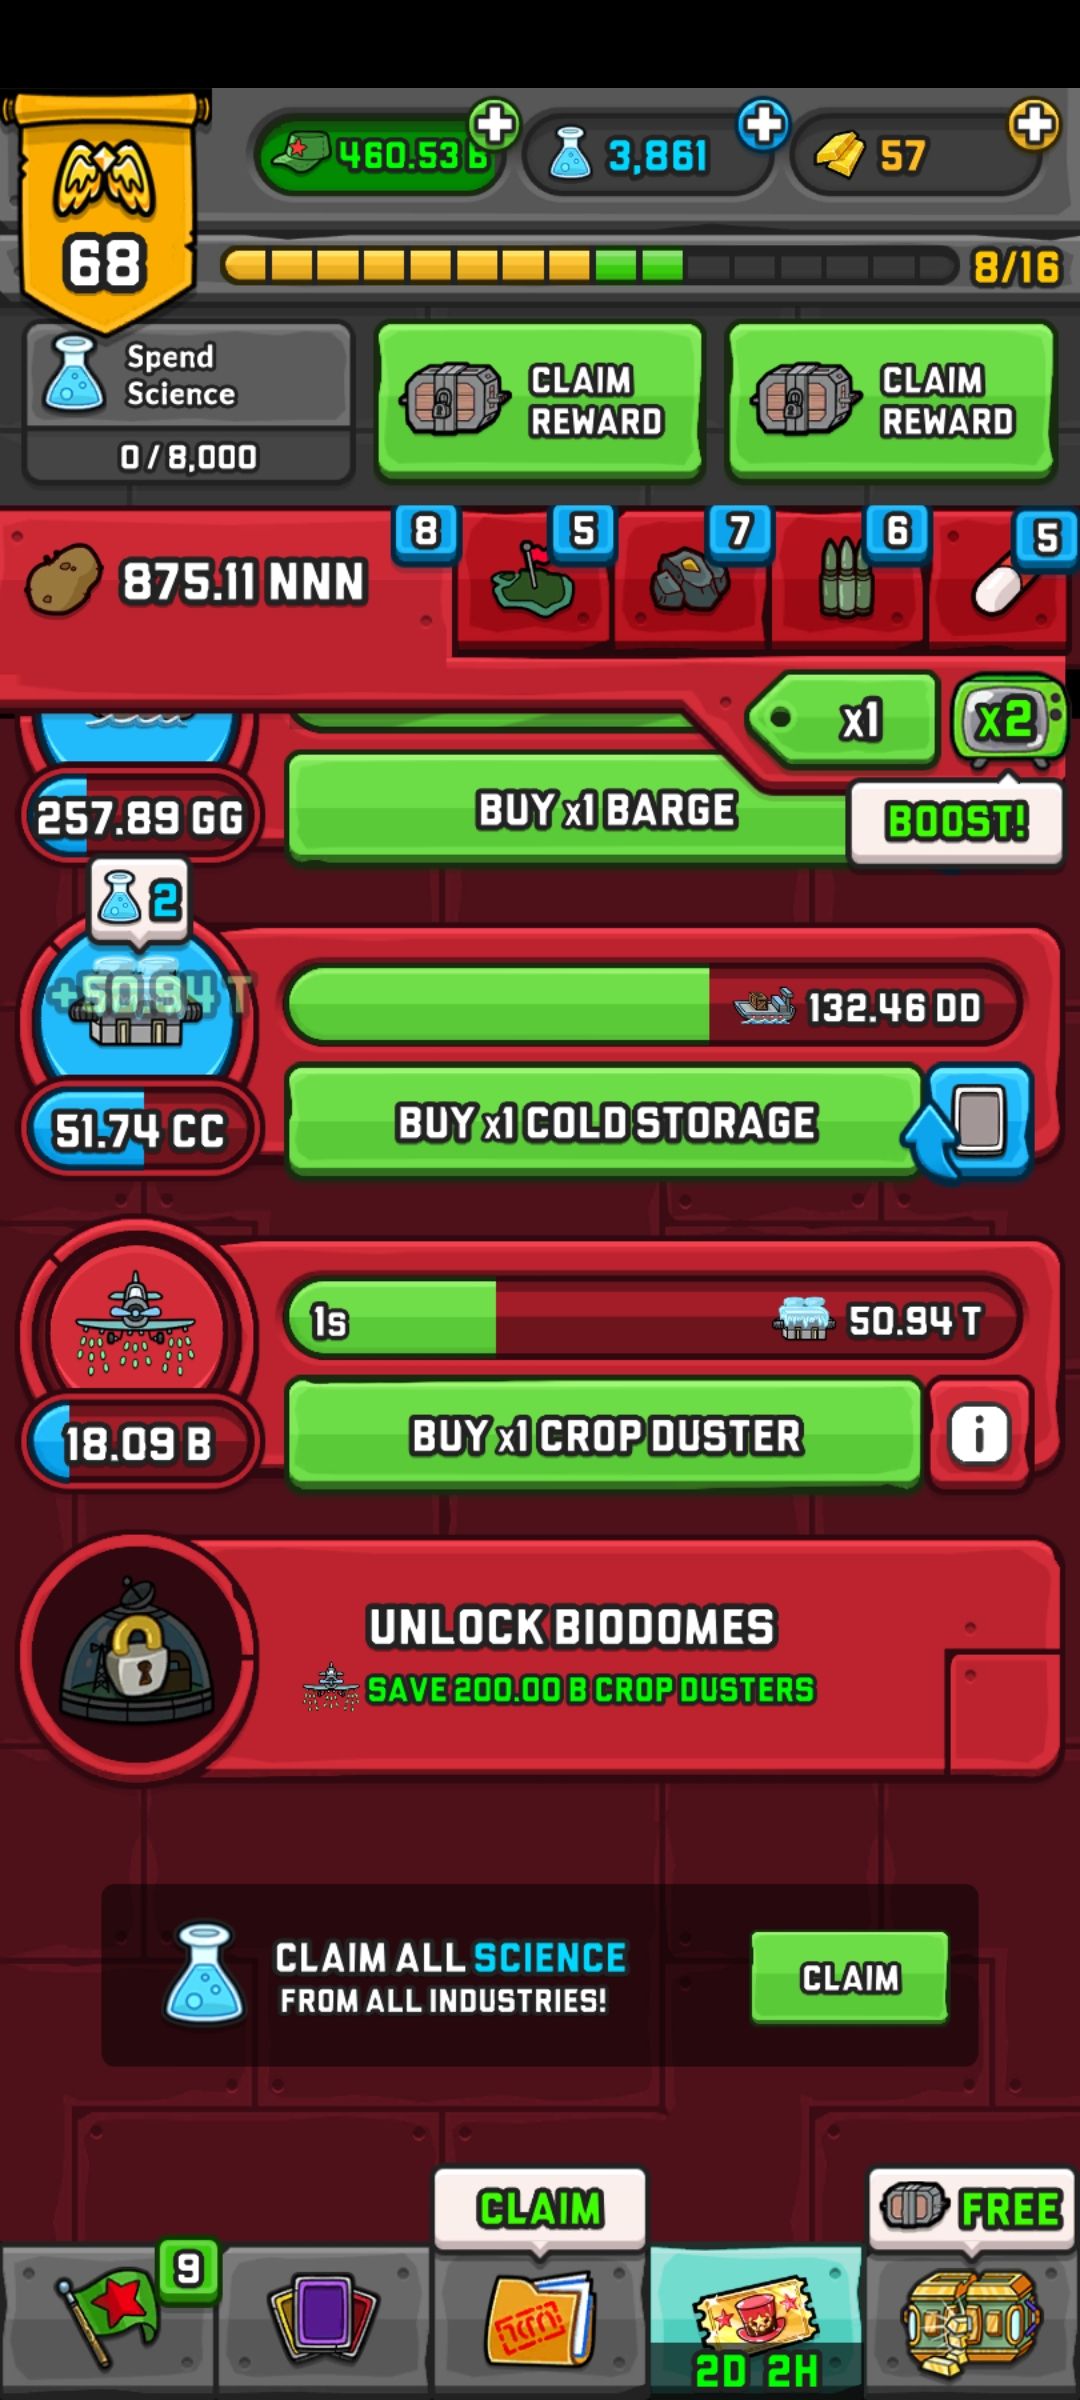 460.53 B
3,861
57
68
8/16
Spend
Science
0 / 8,000
CLAIM
REWARD
CLAIM
REWARD
875.11 NNN
8
5
7
6
5
x1
x2
BOOST!
257.89 GG
BUY x1 BARGE
2
+50.94 T
132.46 DD
51.74 CC
BUY x1 COLD STORAGE
1s
50.94 T
18.09 B
BUY x1 CROP DUSTER
i
UNLOCK BIODOMES
SAVE 200.00 B CROP DUSTERS
CLAIM ALL SCIENCE
FROM ALL INDUSTRIES!
CLAIM
9
CLAIM
2D 2H
FREE